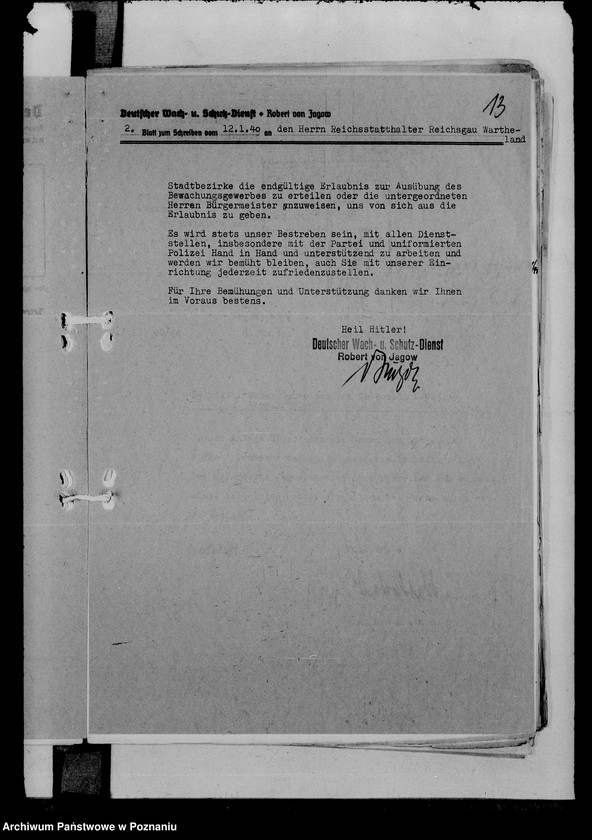 13
Deutscher Wach- u. Schutz-Dienst + Robert von Jagow
2. Blatt zum Schreiben vom 12.1.40 an den Herrn Reichsstatthalter Reichsgau Warthe-
land
Stadtbezirke die endgültige Erlaubnis zur Ausübung des
Bewachungsgewerbes zu erteilen oder die untergeordneten
Herren Bürgermeister anzuweisen, uns von sich aus die
Erlaubnis zu geben.
Es wird stets unser Bestreben sein, mit allen Dienst-
stellen, insbesondere mit der Partei und uniformierten
Polizei Hand in Hand und unterstützend zu arbeiten und
werden wir bemüht bleiben, auch Sie mit unserer Ein-
richtung jederzeit zufriedenzustellen.
Für Ihre Bemühungen und Unterstützung danken wir Ihnen
im Voraus bestens.
Heil Hitler!
Deutscher Wach- u. Schutz-Dienst
Robert von Jagow
Archiwum Państwowe w Poznaniu